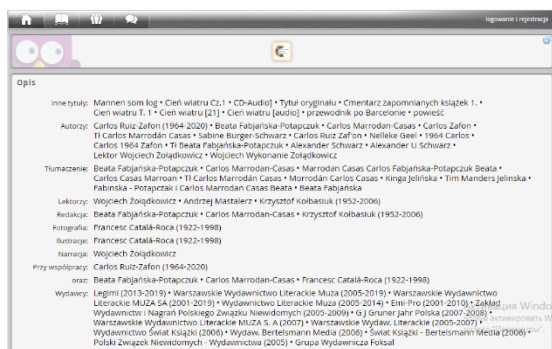 logowanie i rejestracja
Opis
Inne tytuły: Mannen som log • Cień wiatru Cz.1 • CD-Audio] • Tytuł oryginału • Cmentarz zapomnianych książek 1. •
Cień wiatru T. 1 • Cień wiatru [21] • Cień wiatru [audio] • przewodnik po Barcelonie • powieść
Autorzy: Carlos Ruiz-Zafon (1964-2020) • Beata Fabjańska-Potapczuk • Carlos Marrodan-Casas • Carlos Zafon •
Tł Carlos Marrodán Casas • Sabine Burger-Schwarz • Carlos Ruiz Zaf'on • Nelleke Geel • 1964 Carlos •
Carlos 1964 Zafon • Tł Beata Fabjańska-Potapczuk • Alexander Schwarz • Alexander U Schwarz •
Lektor Wojciech Żołądkowicz • Wojciech Wykonanie Żołądkowicz
Tłumaczenie: Beata Fabjańska-Potapczuk • Carlos Marrodan-Casas • Marrodan Casas Carlos Fabjańska-Potapczuk Beata •
Carlos Casas Marroan • Tł Carlos Marrodán Casas • Morrodán Carlos Casas • Kinga Jelińska • Tim Manders Jelinska •
Fabinska - Potapczak i Carlos Marrodan Casas Beata • Beata Fabjańska
Lektorzy: Wojciech Żołądkowicz • Andrzej Mastalerz • Krzysztof Kołbasiuk (1952-2006)
Redakcja: Beata Fabjańska-Potapczuk • Carlos Marrodan-Casas • Krzysztof Kołbasiuk (1952-2006)
Fotografia: Francesc Catalá-Roca (1922-1998)
Ilustracje: Francesc Catalá-Roca (1922-1998)
Narracja: Wojciech Żołądkowicz
Przy współpracy: Carlos Ruiz-Zafon (1964-2020)
oraz: Beata Fabjańska-Potapczuk • Carlos Marrodan-Casas • Francesc Catalá-Roca (1922-1998)
Wydawcy: Legimi (2013-2019) • Warszawskie Wydawnictwo Literackie Muza (2005-2019) • Warszawskie Wydawnictwo
Literackie MUZA SA (2001-2019) • Wydawnictwo Literackie Muza (2005-2014) • Emi-Pro (2001-2010) • Zakład
Wydawnictw i Nagrań Polskiego Związku Niewidomych (2005-2009) • G J Gruner Jahr Polska (2007-2008) •
Warszawskie Wydawnictwo Literackie MUZA S. A (2007) • Warszawskie Wydaw. Literackie (2005-2007) •
Wydawnictwo Świat Książki (2006) • Wydaw. Bertelsmann Media (2006) • Świat Książki - Bertelsmann Media (2006) •
Polski Związek Niewidomych - Wydawnictwa (2005) • Grupa Wydawnicza Foksal